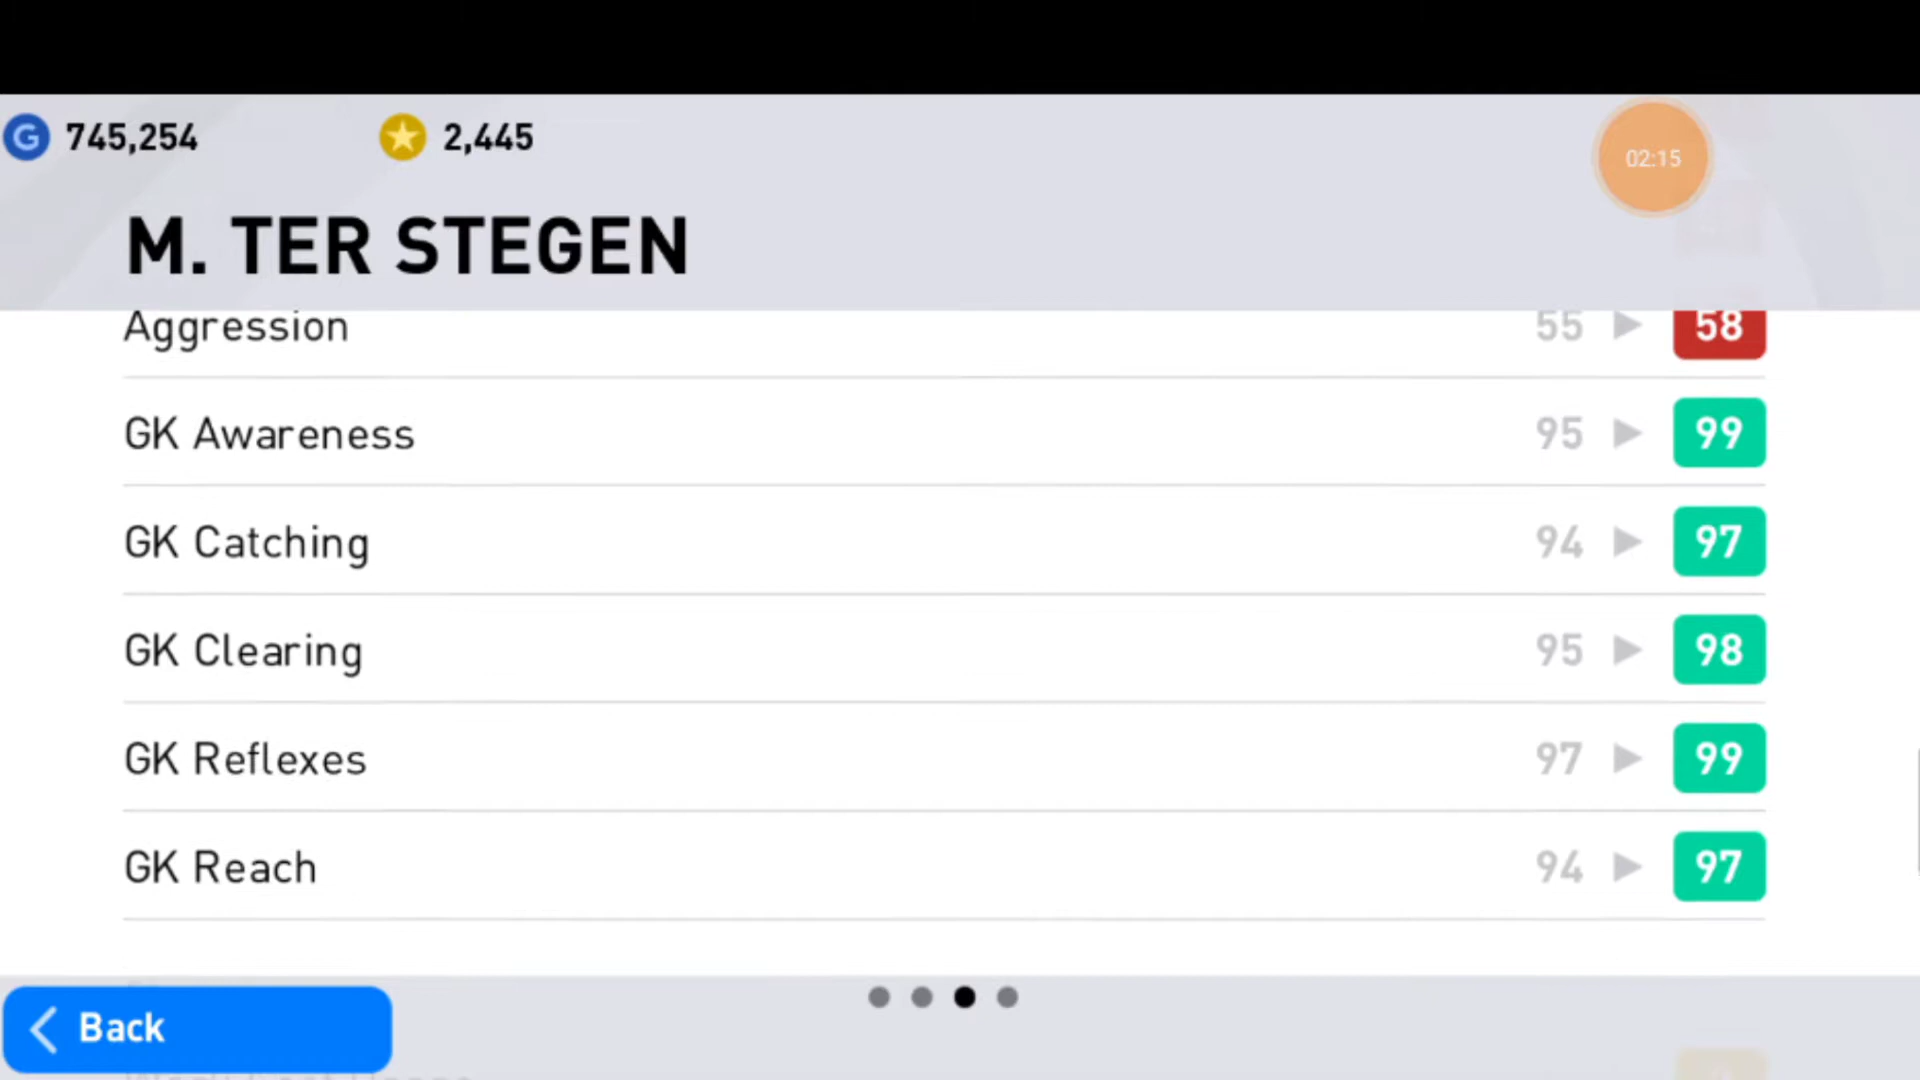 G 745,254 2,445
02:15
M. TER STEGEN
Aggression 55 58
GK Awareness 95 99
GK Catching 94 97
GK Clearing 95 98
GK Reflexes 97 99
GK Reach 94 97
Back